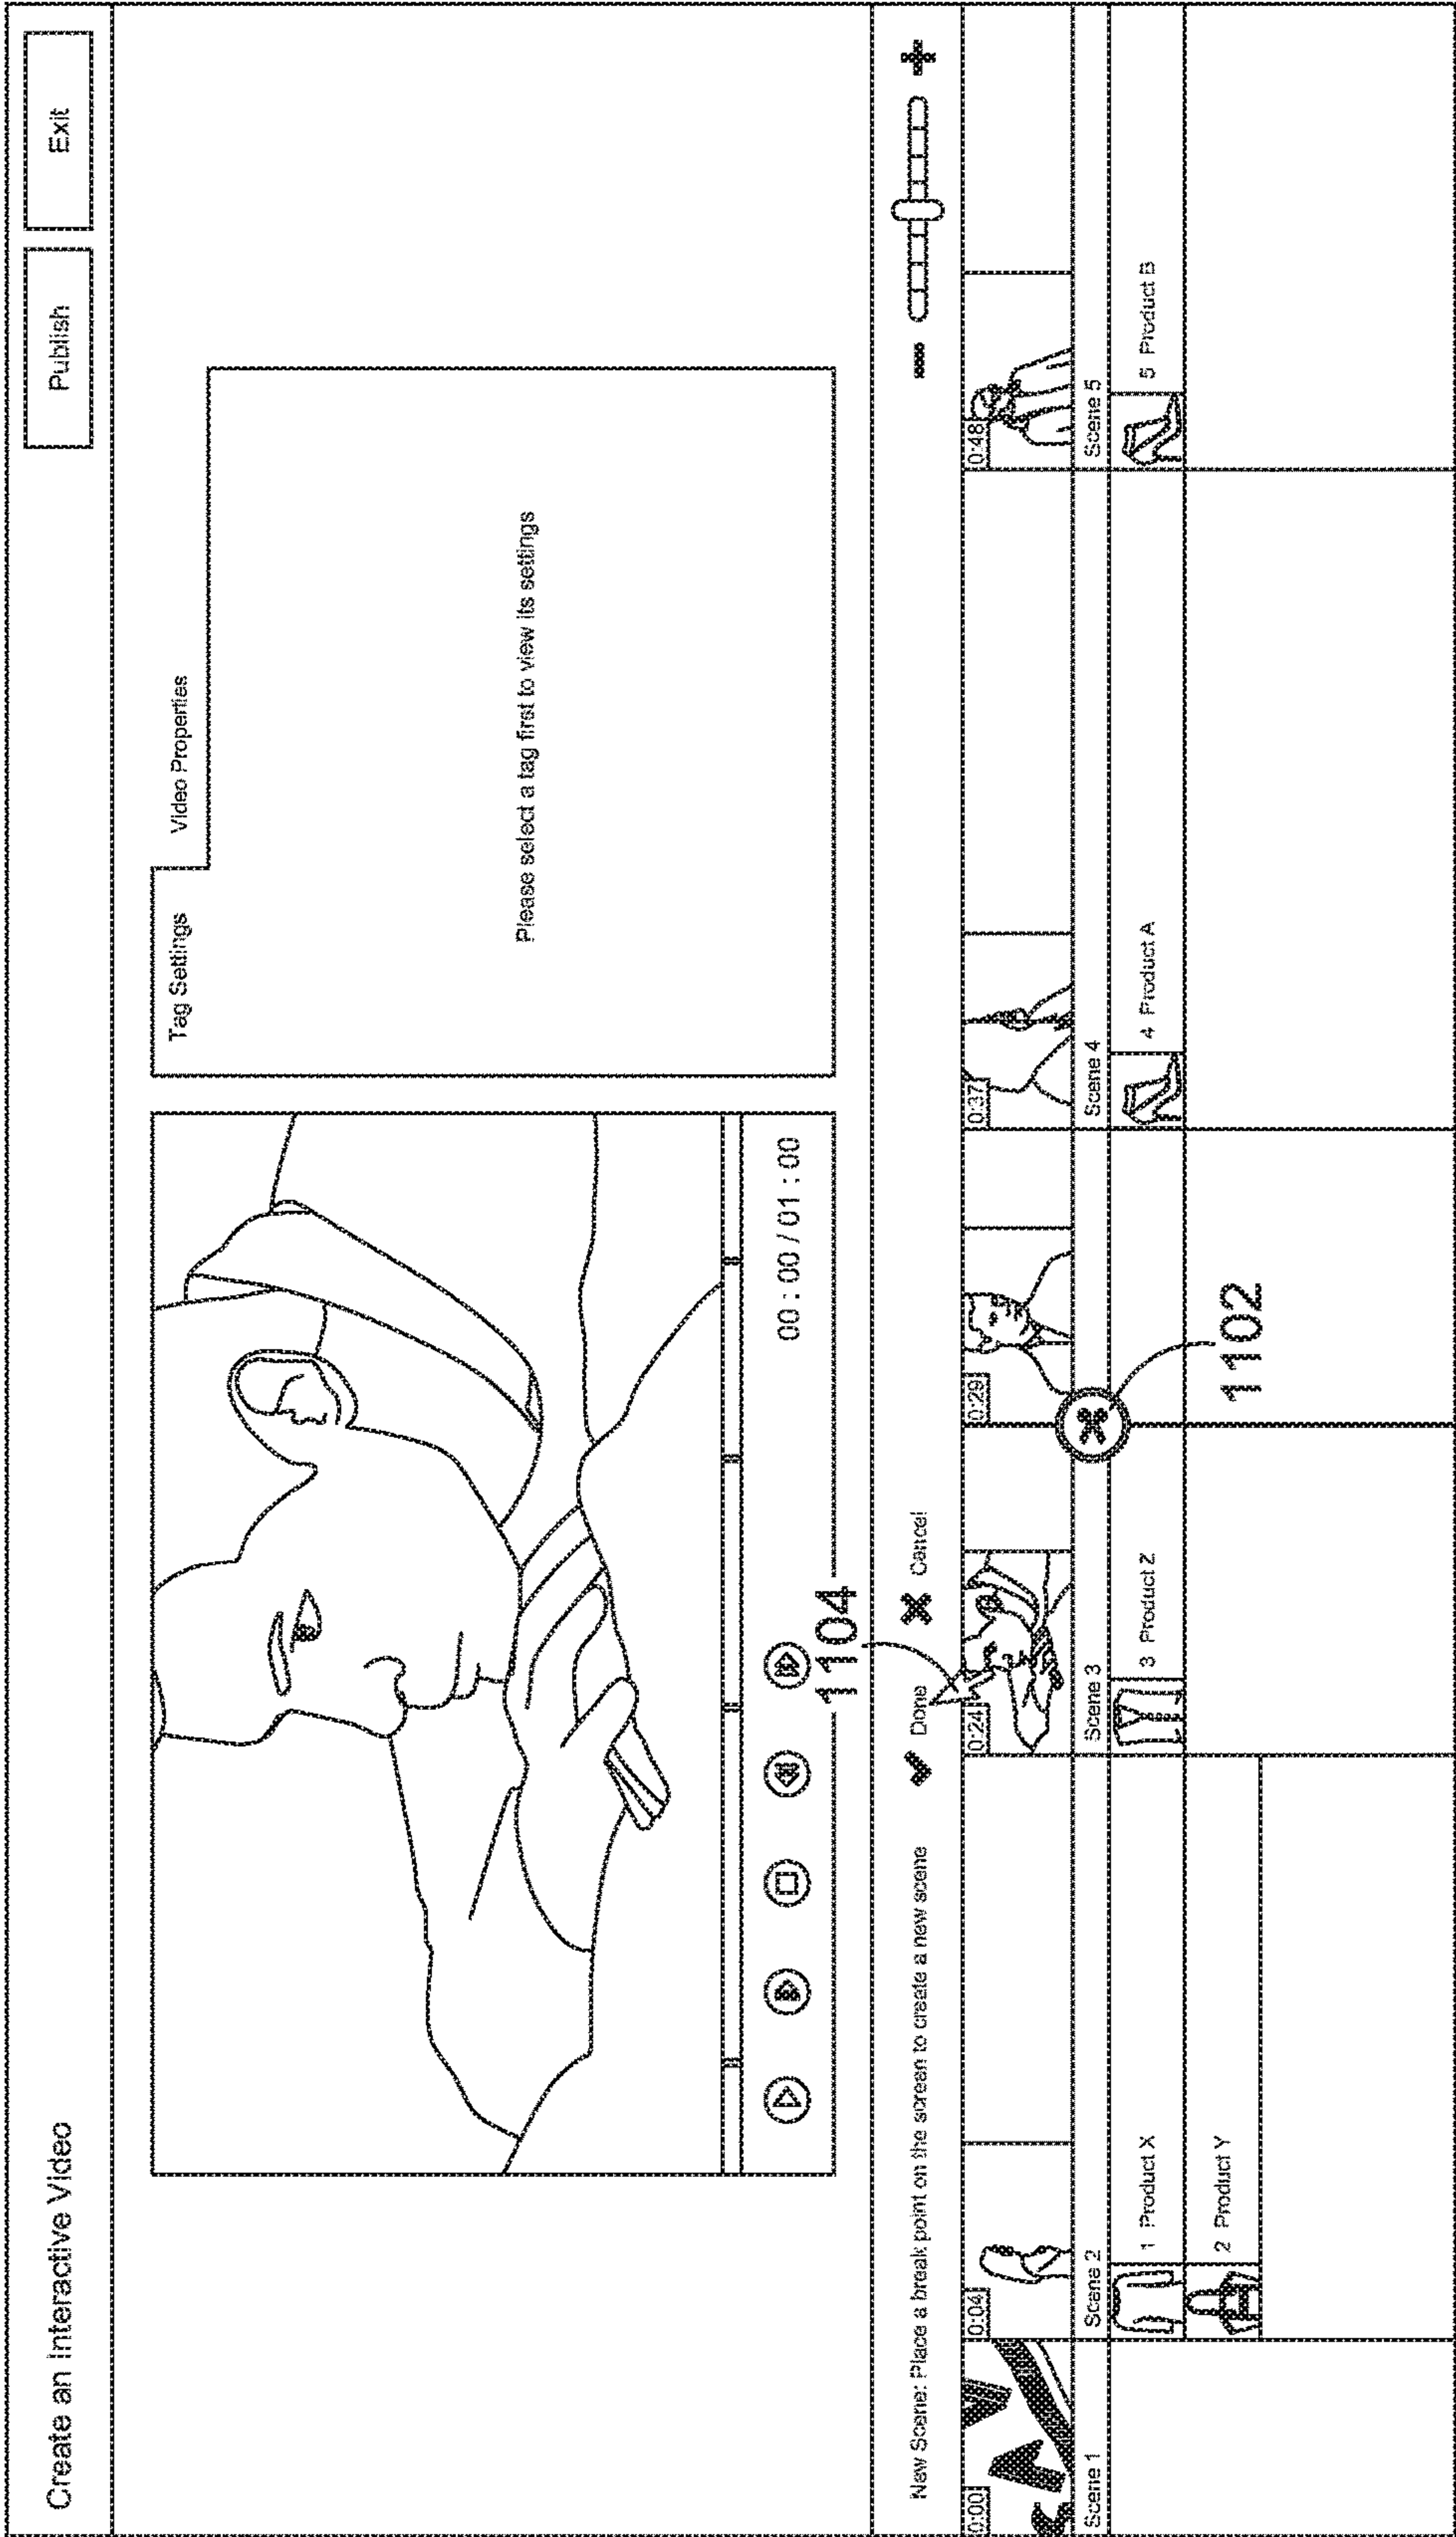 Create an Interactive Video
Publish
Exit
Tag Settings
Video Properties
Please select a tag first to view its settings
00 : 00 / 01 : 00
1104
New Scene: Place a break point on the screen to create a new scene
Done
Cancel
0:00
0:04
0:24
0:29
0:37
0:48
Scene 1
Scene 2
Scene 3
Scene 4
Scene 5
1 Product X
3 Product Z
4 Product A
5 Product B
2 Product Y
1102